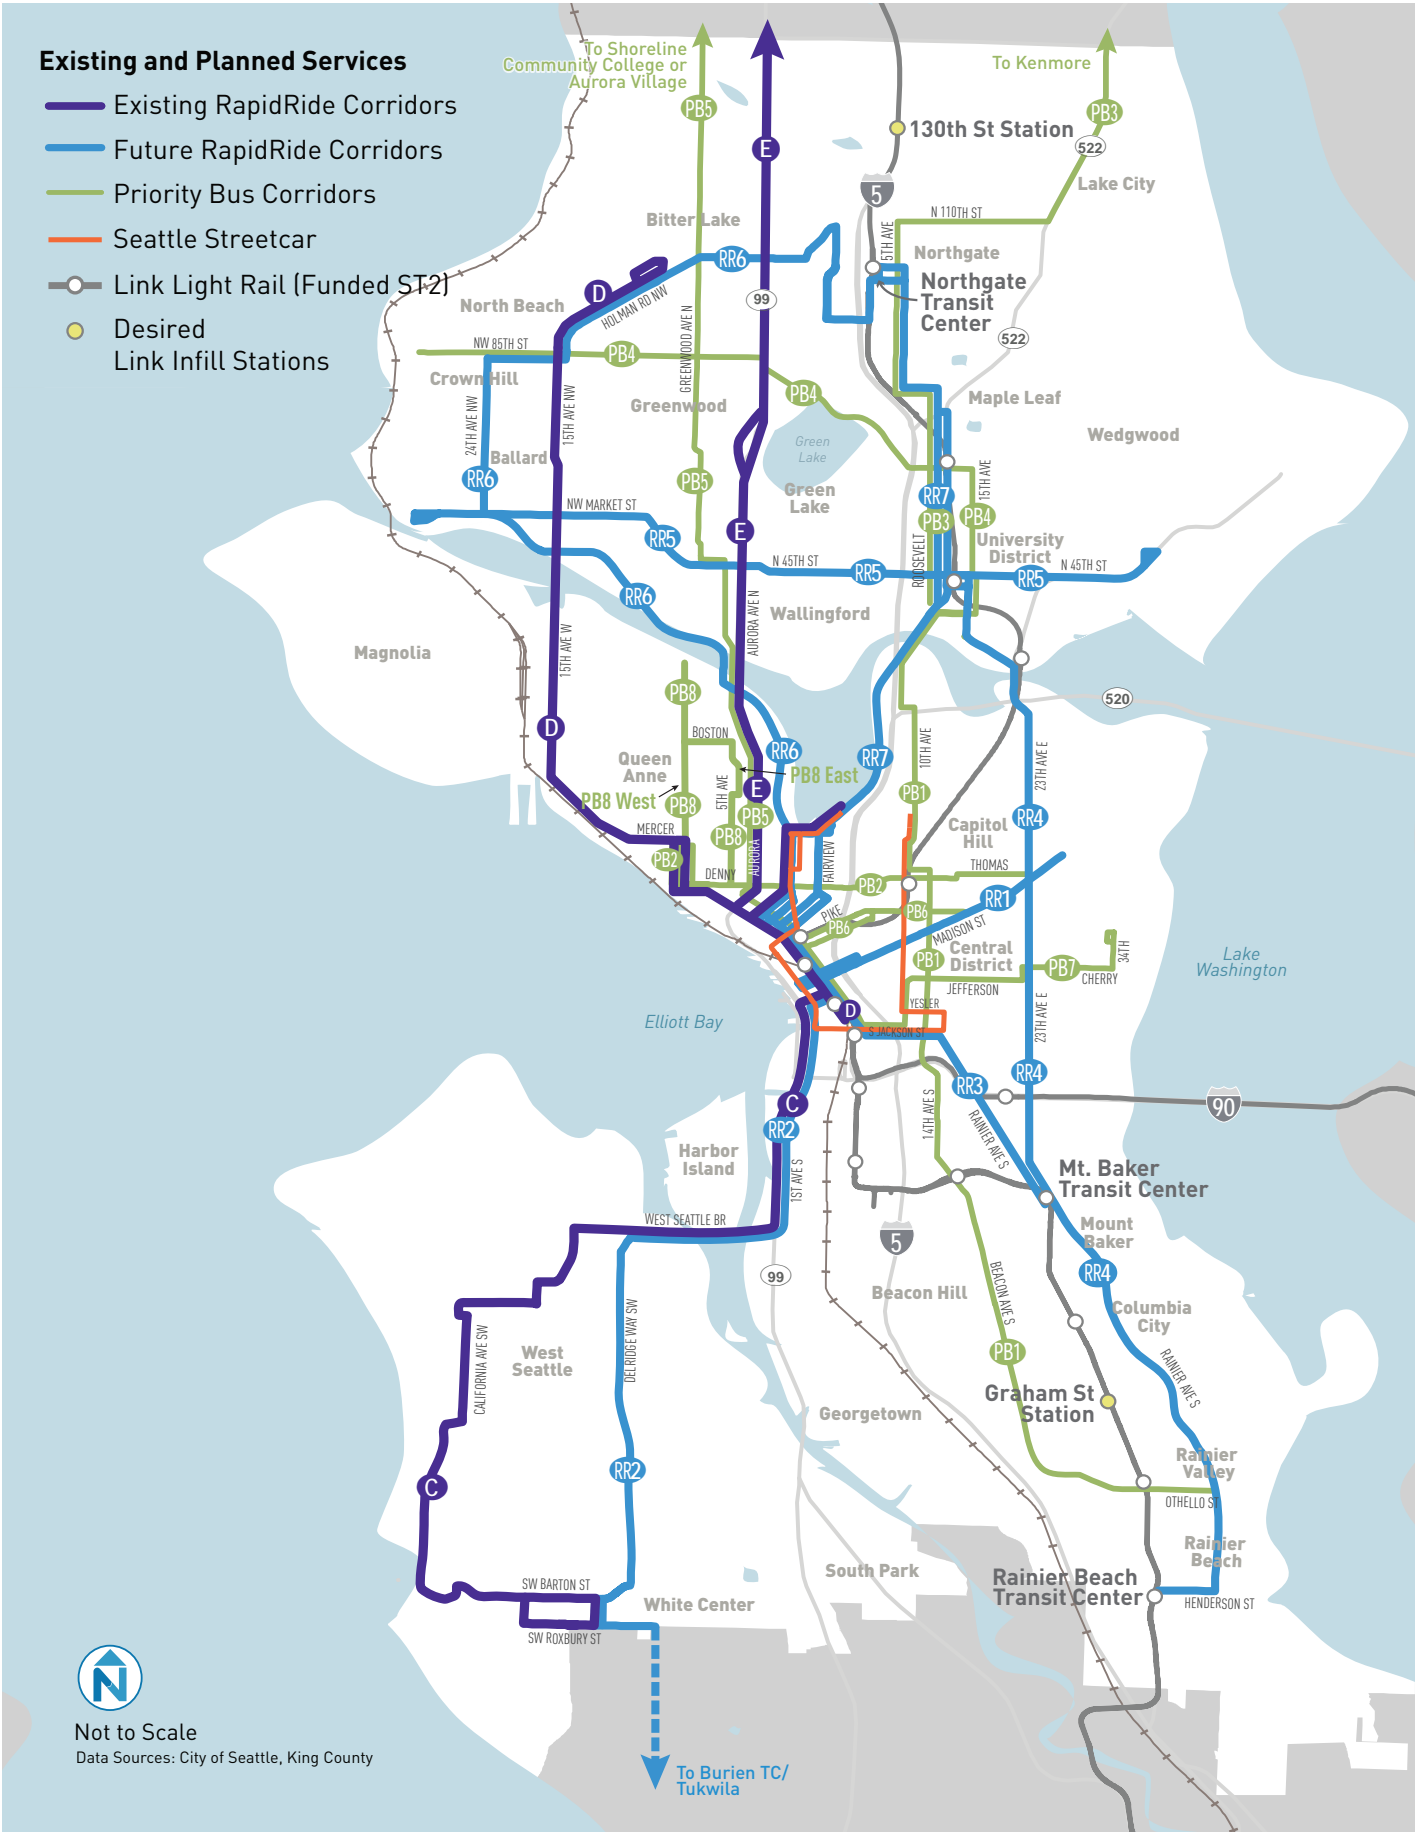 Existing and Planned Services
Existing RapidRide Corridors
Future RapidRide Corridors
Priority Bus Corridors
Seattle Streetcar
Link Light Rail (Funded ST2)
Desired
Link Infill Stations
To Shoreline
Community College or
Aurora Village
PB5
E
To Kenmore
PB3
522
130th St Station
Lake City
5
N 110TH ST
5TH AVE
Bitter Lake
RR6
Northgate
Northgate
Transit
Center
D
HOLMAN RD NW
North Beach
99
GREENWOOD AVE N
522
NW 85TH ST
PB4
Crown Hill
PB4
Maple Leaf
Greenwood
24TH AVE NW
15TH AVE NW
Green
Lake
Wedgwood
Ballard
RR6
PB5
Green
Lake
RR7
15TH AVE
NW MARKET ST
PB3
PB4
RR5
E
ROOSEVELT
University
District
N 45TH ST
RR5
RR5
N 45TH ST
RR6
AURORA AVE N
Wallingford
Magnolia
15TH AVE W
PB8
520
D
BOSTON
10TH AVE
23RD AVE E
Queen
Anne
RR6
RR7
PB8 East
5TH AVE
E
PB1
PB8 West
PB8
PB5
RR4
MERCER
PB8
Capitol
Hill
PB2
AURORA
FAIRVIEW
THOMAS
DENNY
PB2
RR1
PIKE
PB6
PB6
MADISON ST
Central
District
PB1
34TH
PB7
CHERRY
JEFFERSON
Lake
Washington
YESLER
D
23RD AVE E
Elliott Bay
S JACKSON ST
RR4
RR3
C
90
14TH AVE S
RR2
RAINIER AVE S
Harbor
Island
1ST AVE S
Mt. Baker
Transit Center
WEST SEATTLE BR
Mount
Baker
5
99
BEACON AVE S
RR4
Beacon Hill
Columbia
City
DELRIDGE WAY SW
CALIFORNIA AVE SW
West
Seattle
PB1
RAINIER AVE S
Graham St
Station
Georgetown
RR2
C
Rainier
Valley
OTHELLO ST
Rainier
Beach
South Park
SW BARTON ST
Rainier Beach
Transit Center
White Center
HENDERSON ST
SW ROXBURY ST
N
Not to Scale
Data Sources: City of Seattle, King County
To Burien TC/
Tukwila